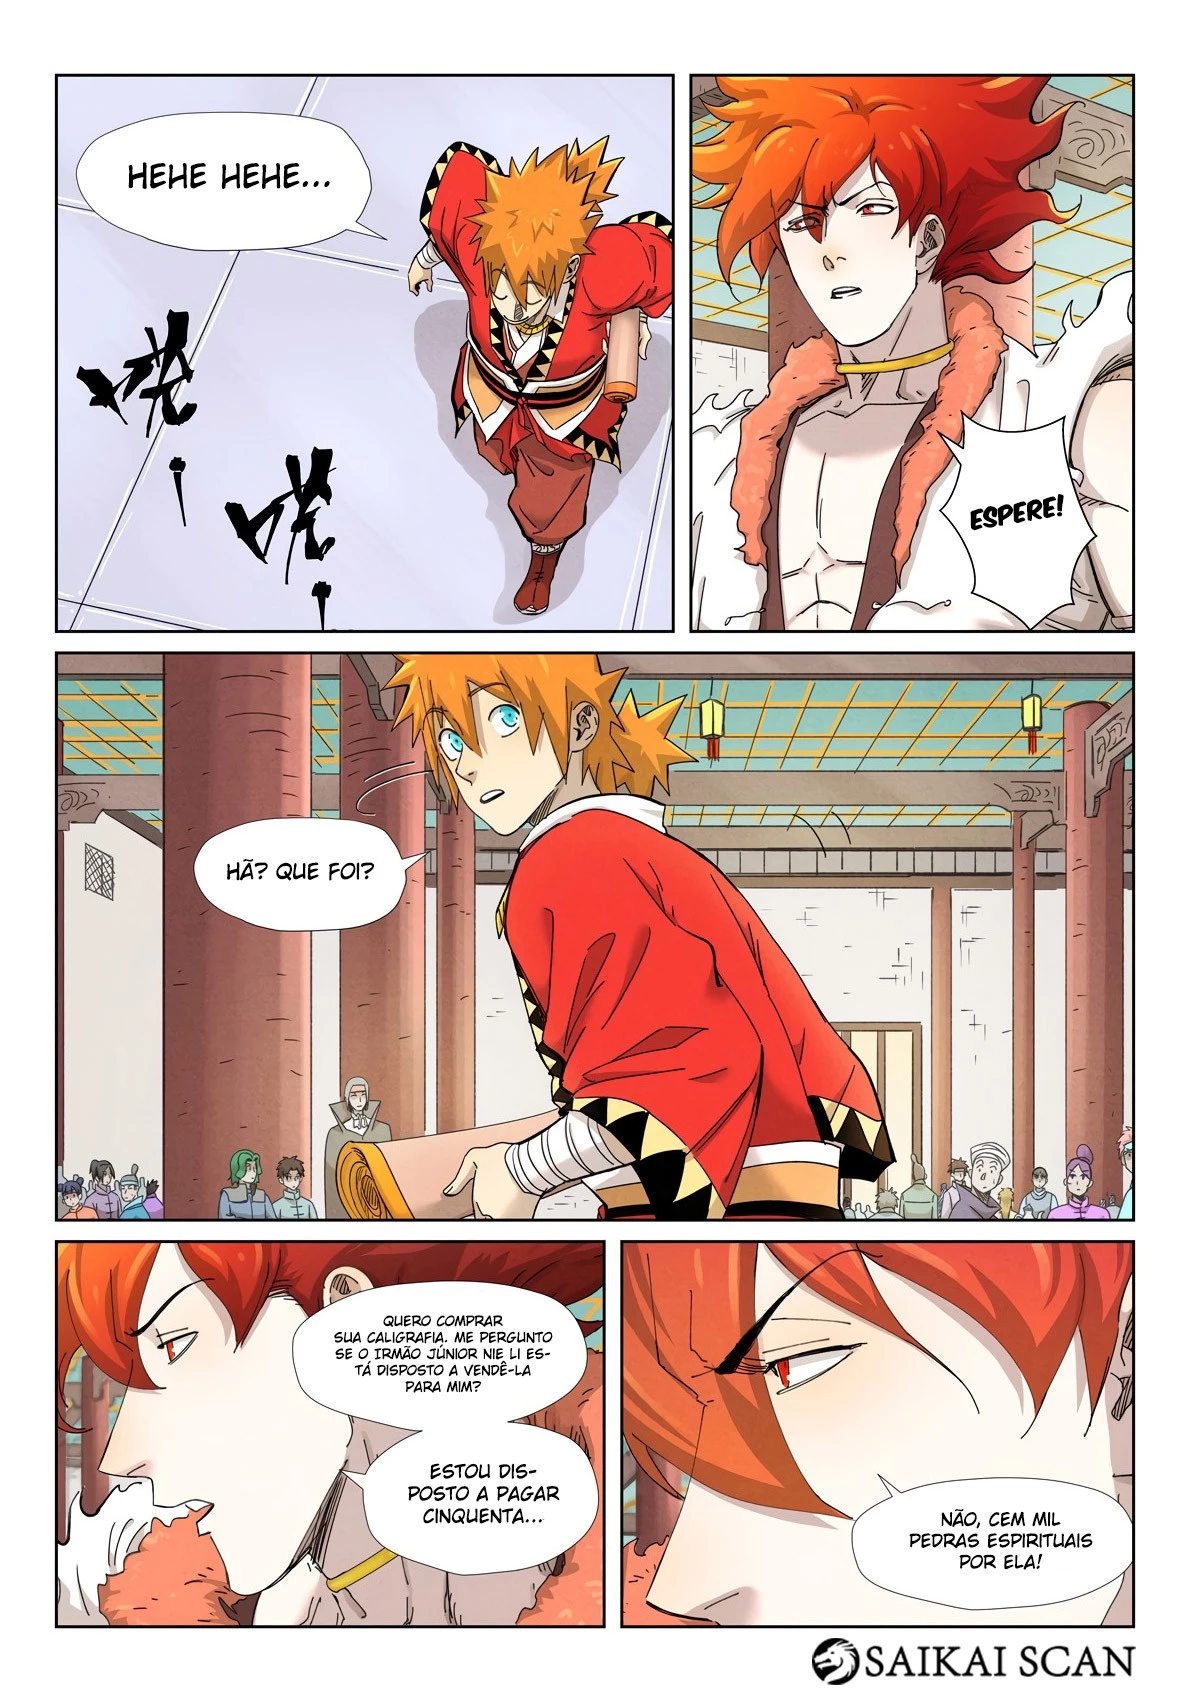 HEHE HEHE...
ESPERE!
HÃ? QUE FOI?
QUERO COMPRAR
SUA CALIGRAFIA. ME PERGUNTO
SE O IRMÃO JÚNIOR NIE LI ES-
TÁ DISPOSTO A VENDÊ-LA
PARA MIM?
ESTOU DIS-
POSTO A PAGAR
CINQUENTA...
NÃO, CEM MIL
PEDRAS ESPIRITUAIS
POR ELA!
SAIKAI SCAN